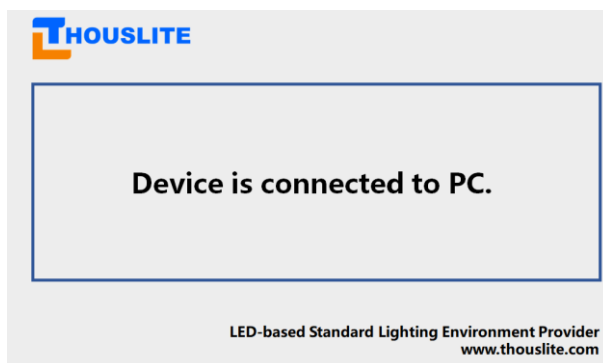 THOUSLITE
Device is connected to PC.
LED-based Standard Lighting Environment Provider
www.thouslite.com